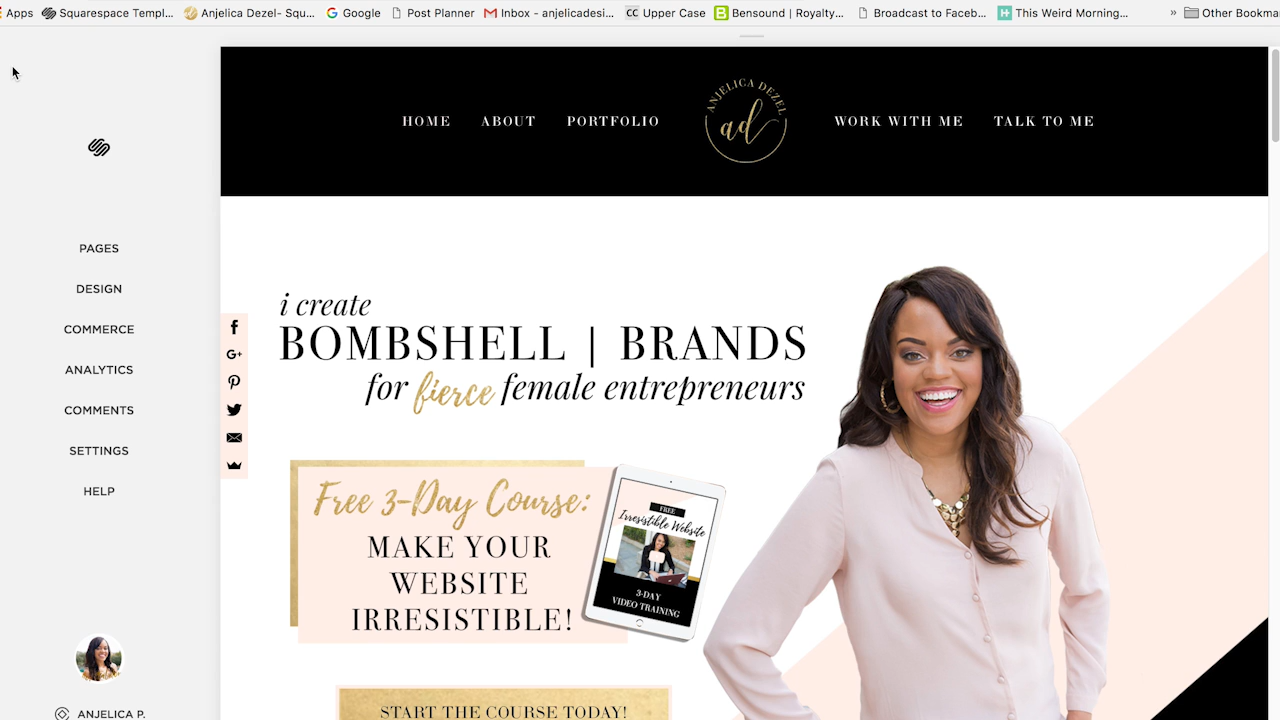 Apps Squarespace Templ... Anjelica Dezel- Squ... Google Post Planner Inbox - anjelicadesi... CC Upper Case B Bensound | Royalty... Broadcast to Faceb... H This Weird Morning... » Other Bookma
HOME ABOUT PORTFOLIO ANJELICA DEZEL ad WORK WITH ME TALK TO ME
PAGES
DESIGN
COMMERCE
ANALYTICS
COMMENTS
SETTINGS
HELP
ANJELICA P.
G+
i create
BOMBSHELL | BRANDS
for fierce female entrepreneurs
Free 3-Day Course:
MAKE YOUR
WEBSITE
IRRESISTIBLE!
FREE
Irresistible Website
3-DAY
VIDEO TRAINING
START THE COURSE TODAY!